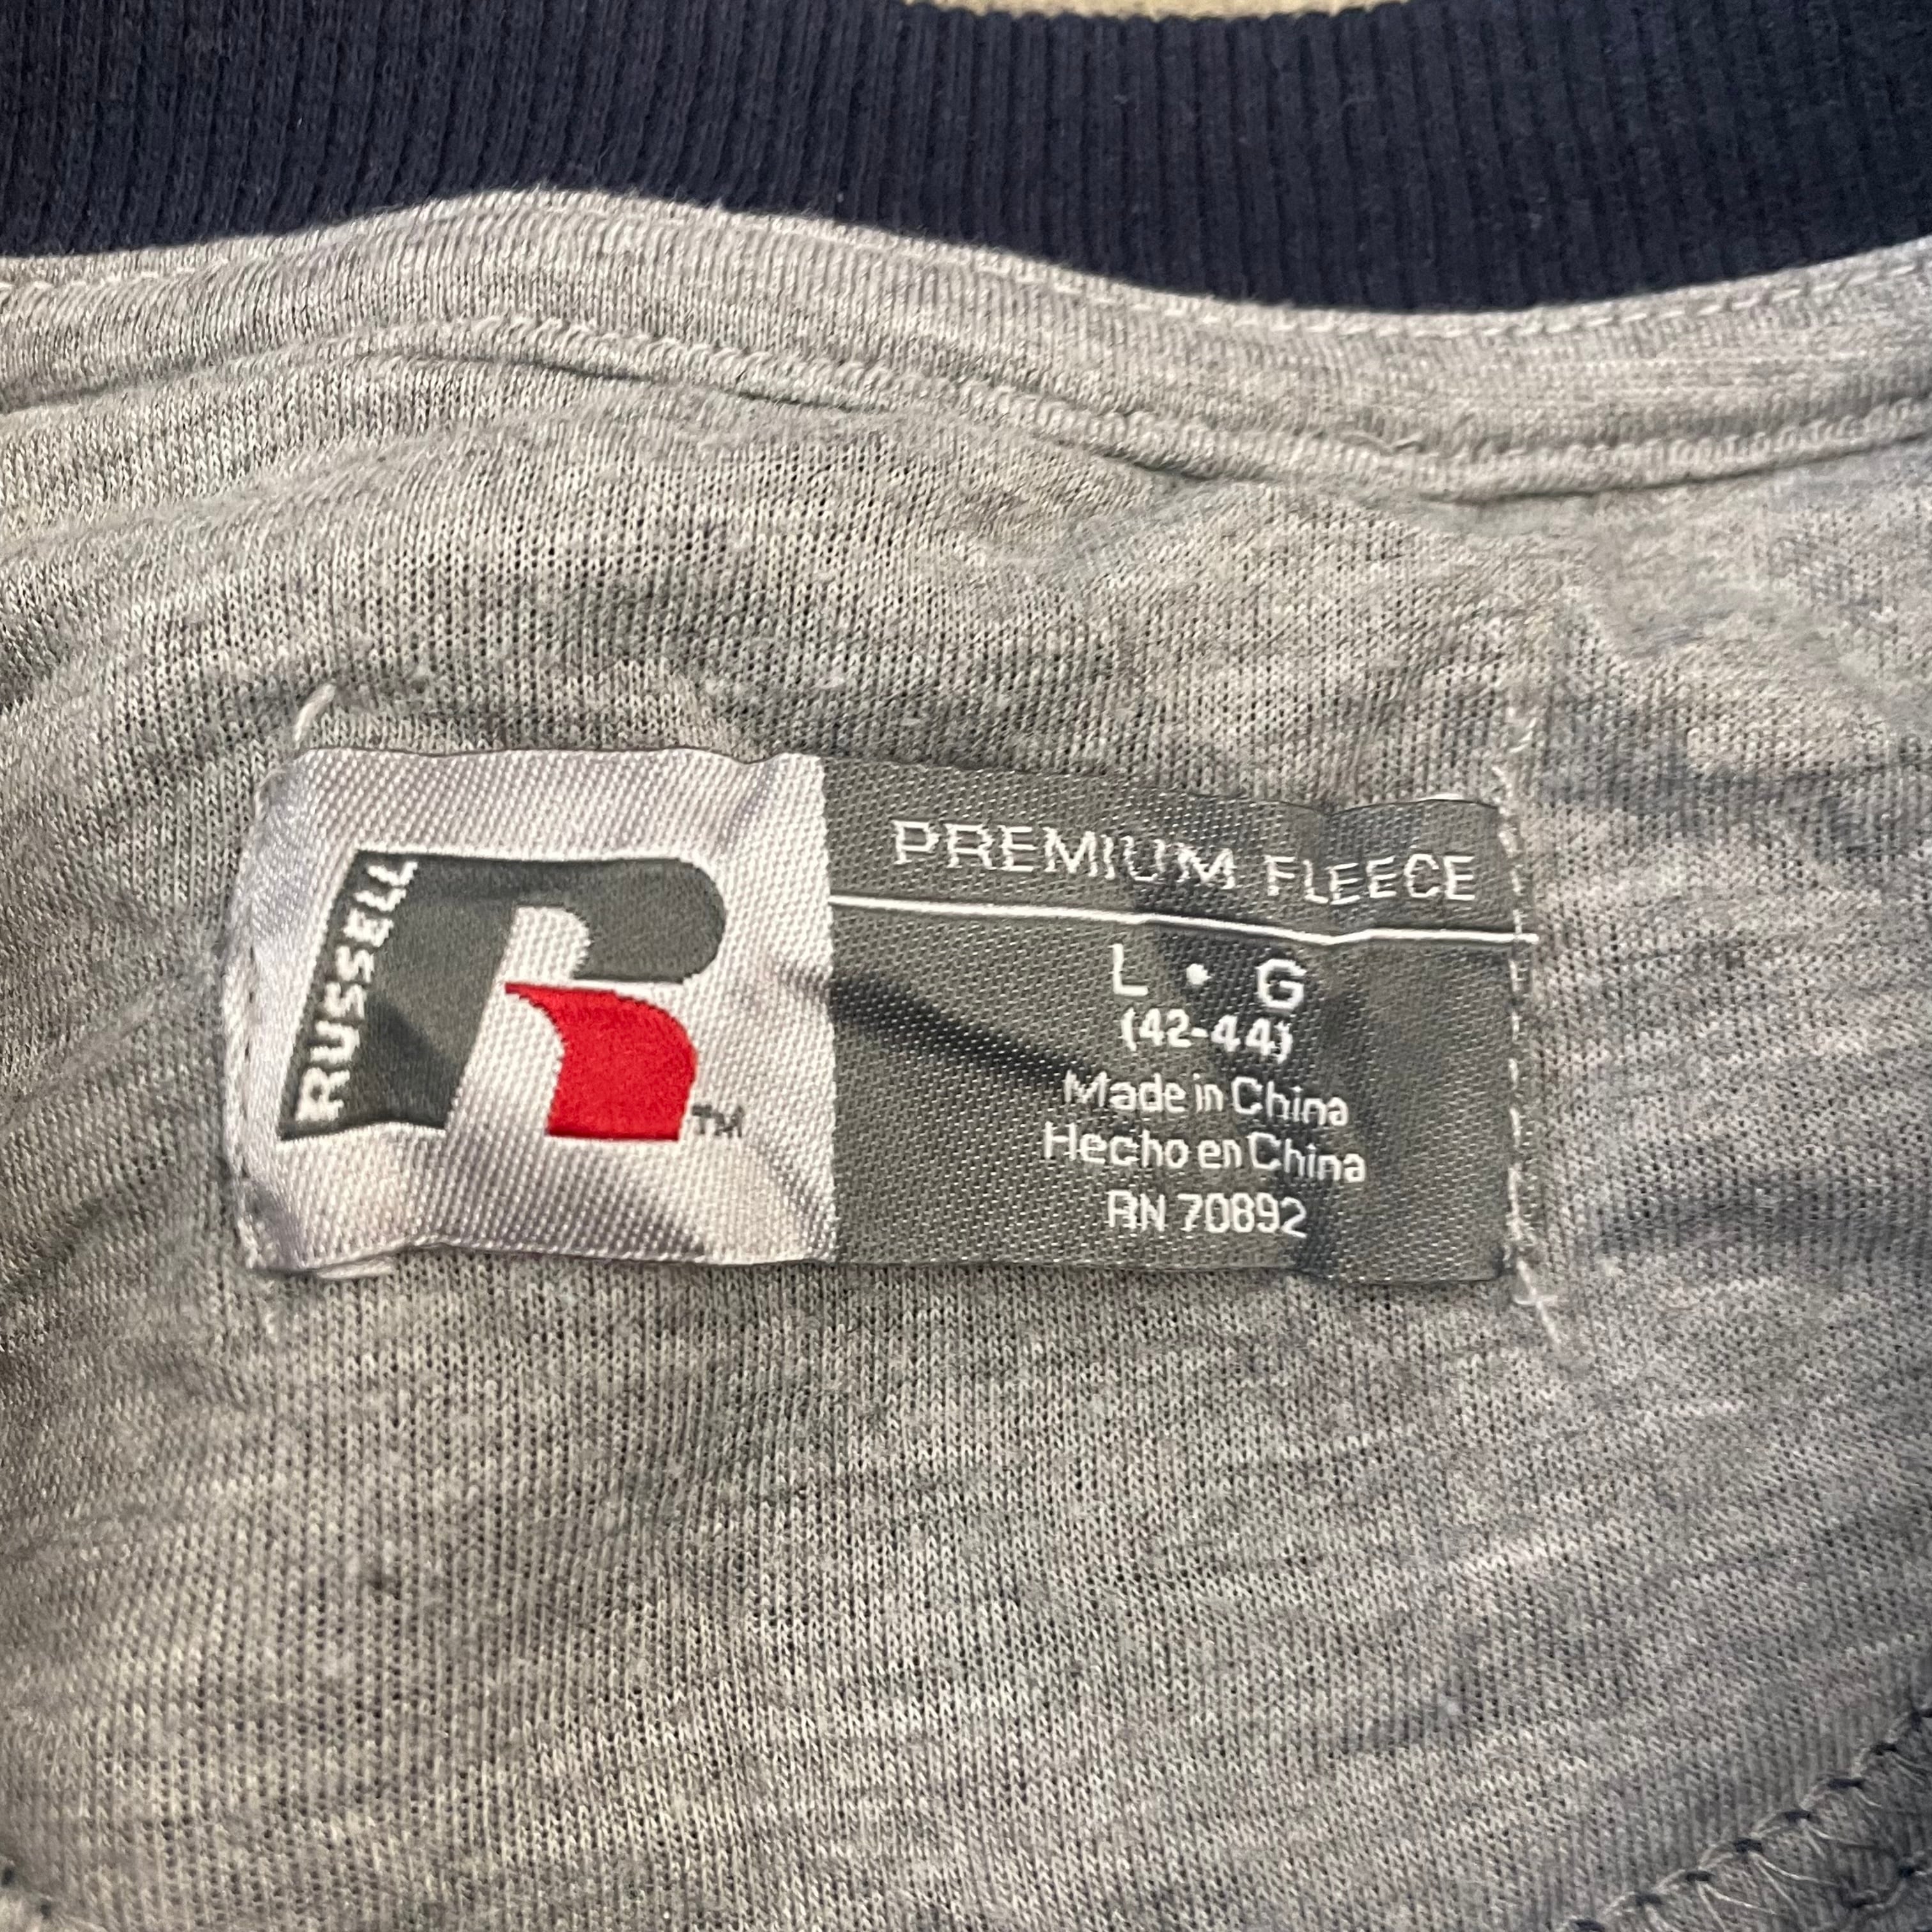 RUSSELL
TM
PREMIUM FLEECE
L • G
(42-44)
Made in China
Hecho en China
RN 70892